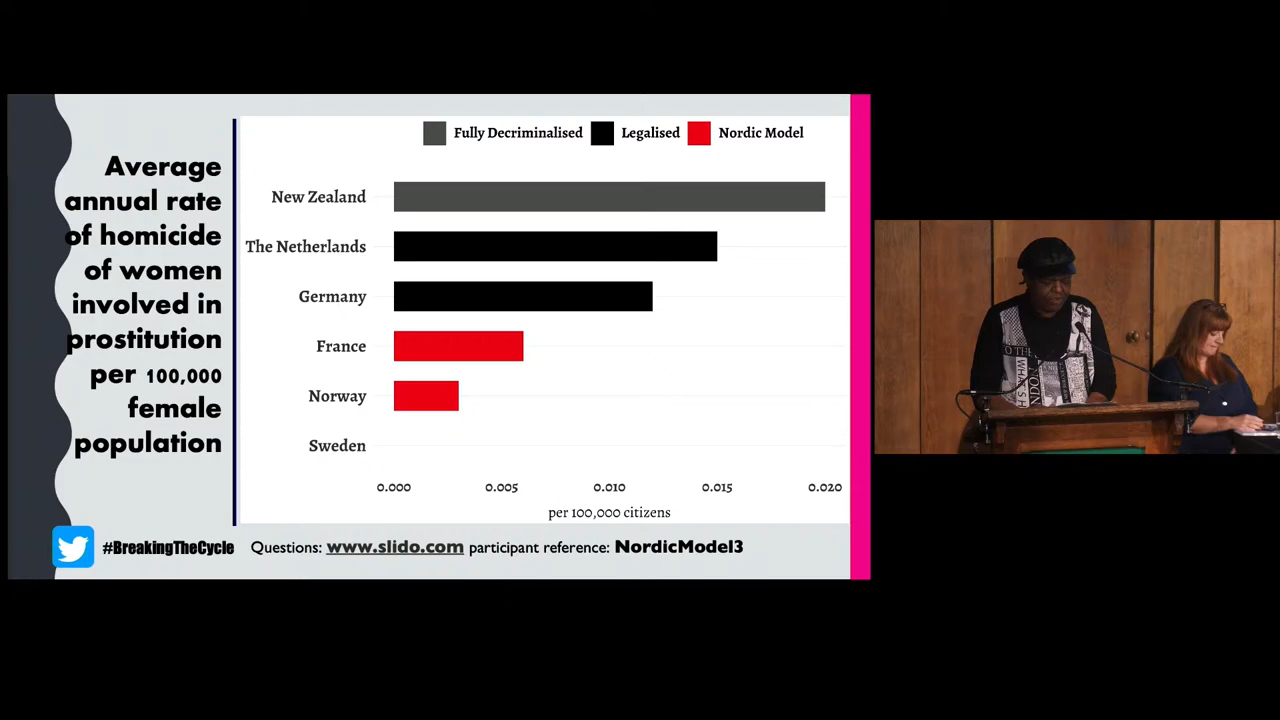 Average
annual rate
of homicide
of women
involved in
prostitution
per 100,000
female
population
Fully Decriminalised
Legalised
Nordic Model
New Zealand
The Netherlands
Germany
France
Norway
Sweden
0.000
0.005
0.010
0.015
0.020
per 100,000 citizens
#BreakingTheCycle
Questions: www.slido.com participant reference: NordicModel3